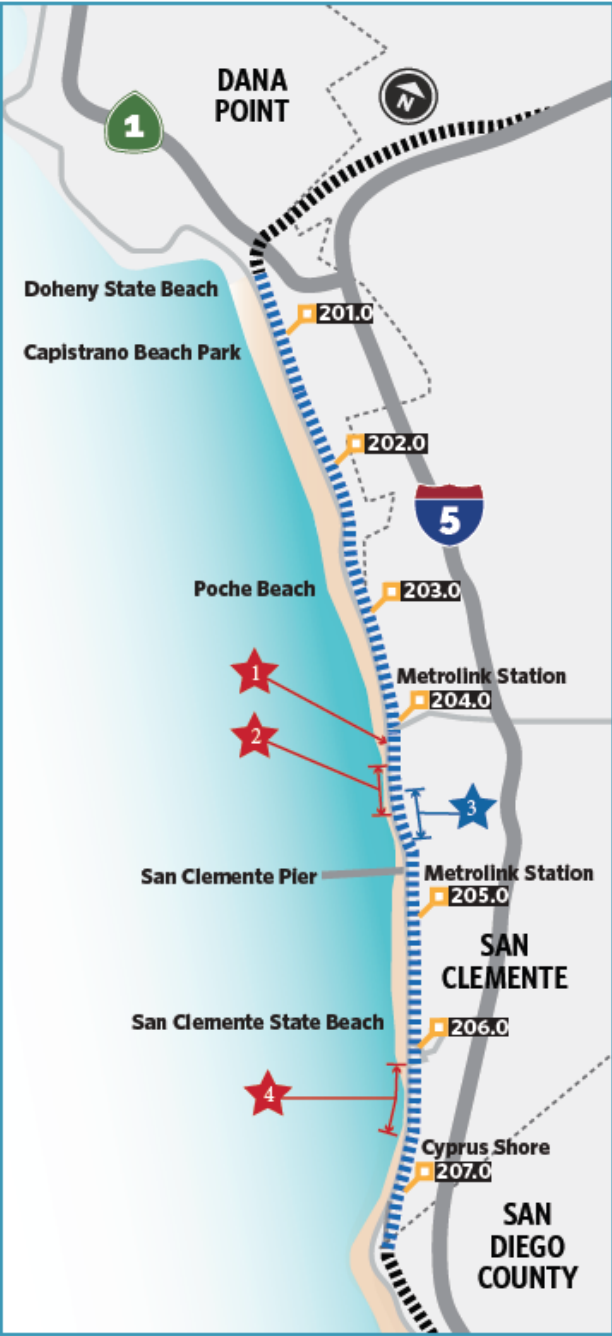 DANA
POINT
N
1
Doheny State Beach
201.0
Capistrano Beach Park
202.0
5
Poche Beach
203.0
1
Metrolink Station
204.0
2
3
San Clemente Pier
Metrolink Station
205.0
SAN
CLEMENTE
San Clemente State Beach
206.0
4
Cyprus Shore
207.0
SAN
DIEGO
COUNTY